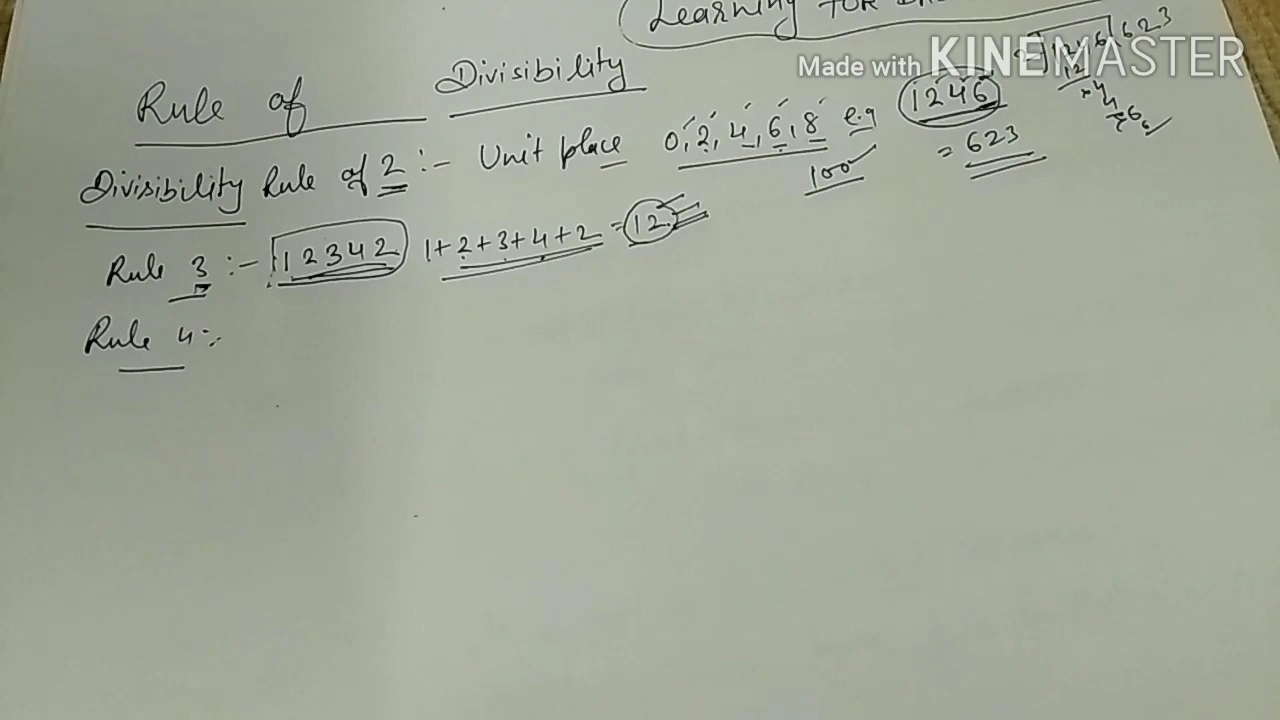 Learning FOR
Made with KINEMASTER
Rule of Divisibility
Divisibility Rule of 2 :- Unit place 0, 2, 4, 6, 8 e.g 1246
100
= 623
Rule 3 :- 12342 1+2+3+4+2 = 12
Rule 4 :-